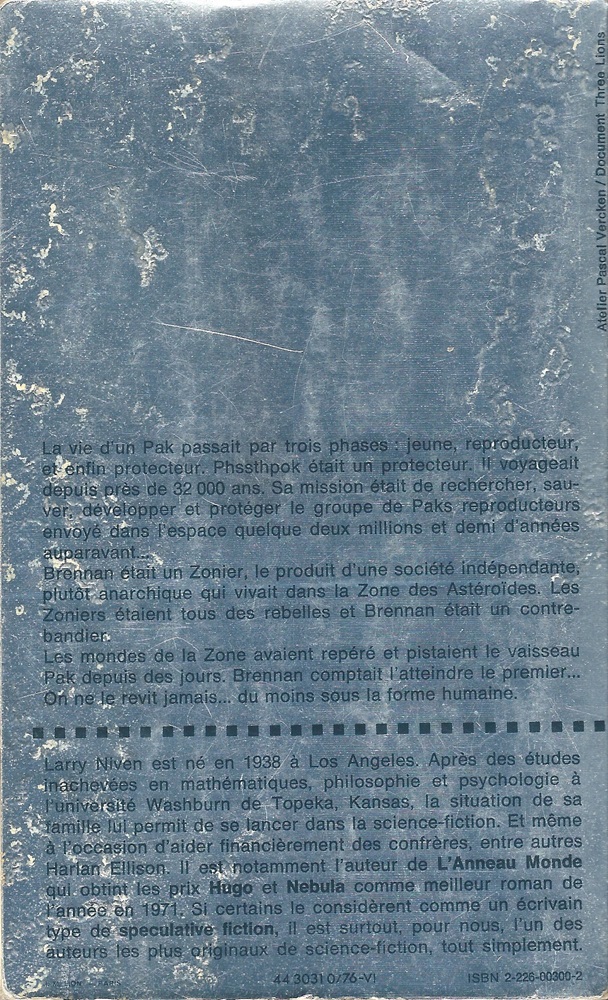 Atelier Pascal Vercken / Document Three Lions
La vie d'un Pak passait par trois phases : jeune, reproducteur,
et enfin protecteur. Phssthpok était un protecteur. Il voyageait
depuis près de 32 000 ans. Sa mission était de rechercher, sau-
ver, développer et protéger le groupe de Paks reproducteurs
envoyé dans l'espace quelque deux millions et demi d'années
auparavant...
Brennan était un Zonier, le produit d'une société indépendante,
plutôt anarchique qui vivait dans la Zone des Astéroïdes. Les
Zoniers étaient tous des rebelles et Brennan était un contre-
bandier.
Les mondes de la Zone avaient repéré et pistaient le vaisseau
Pak depuis des jours. Brennan comptait l'atteindre le premier...
On ne le revit jamais... du moins sous la forme humaine.
Larry Niven est né en 1938 à Los Angeles. Après des études
inachevées en mathématiques, philosophie et psychologie à
l'université Washburn de Topeka, Kansas, la situation de sa
famille lui permit de se lancer dans la science-fiction. Et même
à l'occasion d'aider financièrement des confrères, entre autres
Harlan Ellison. Il est notamment l'auteur de L'Anneau Monde
qui obtint les prix Hugo et Nebula comme meilleur roman de
l'année en 1971. Si certains le considèrent comme un écrivain
type de speculative fiction, il est surtout, pour nous, l'un des
auteurs les plus originaux de science-fiction, tout simplement.
44 3031 0/76-VI
ISBN 2-226-00300-2